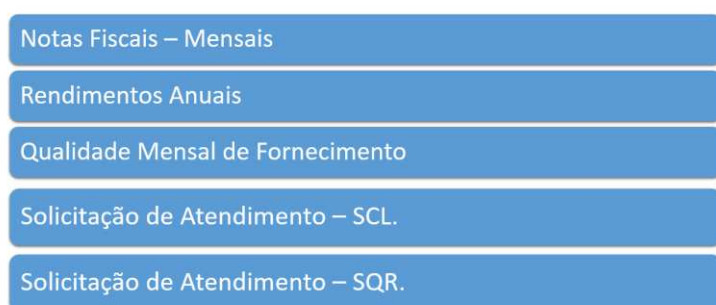 Notas Fiscais – Mensais
Rendimentos Anuais
Qualidade Mensal de Fornecimento
Solicitação de Atendimento – SCL.
Solicitação de Atendimento – SQR.